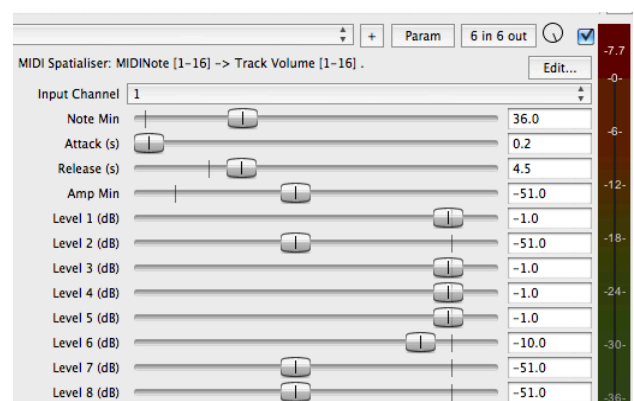 + Param 6 in 6 out
-7.7
MIDI Spatialiser: MIDINote [1-16] -> Track Volume [1-16] .
Edit...
-0-
Input Channel 1
Note Min 36.0
Attack (s) 0.2
-6-
Release (s) 4.5
Amp Min -51.0
-12-
Level 1 (dB) -1.0
Level 2 (dB) -51.0
-18-
Level 3 (dB) -1.0
Level 4 (dB) -1.0
-24-
Level 5 (dB) -1.0
Level 6 (dB) -10.0
-30-
Level 7 (dB) -51.0
Level 8 (dB) -51.0
-36-